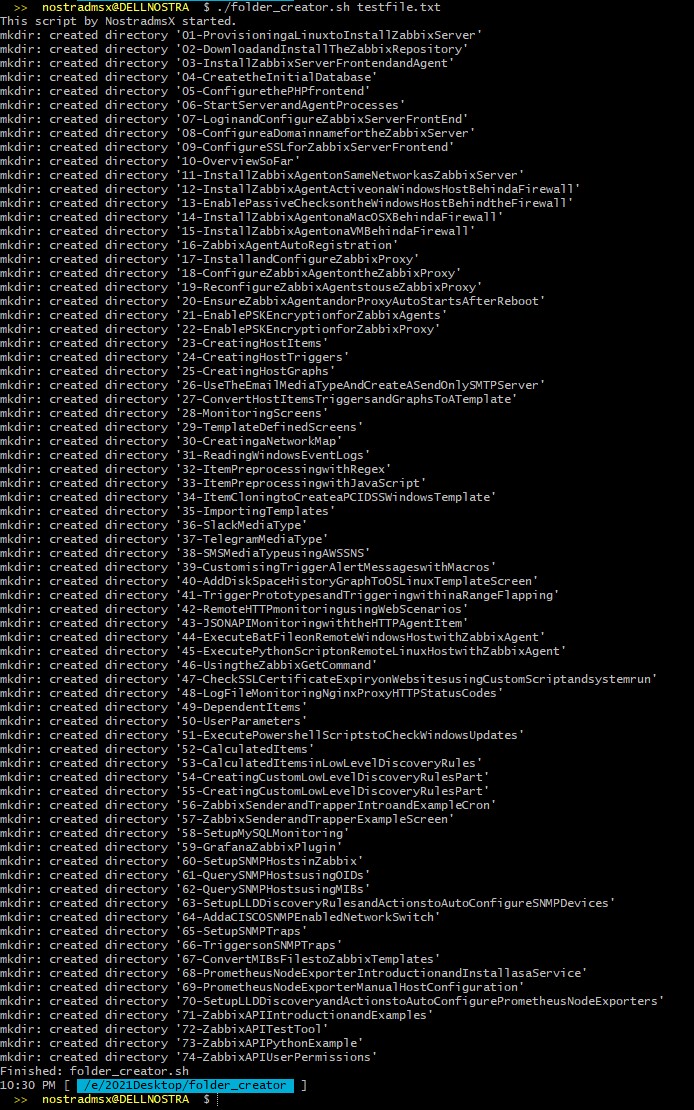 >> nostradmsx@DELLNOSTRA $ ./folder_creator.sh testfile.txt
This script by NostradmsX started.
mkdir: created directory '01-ProvisioningaLinuxtoInstallZabbixServer'
mkdir: created directory '02-DownloadandInstallTheZabbixRepository'
mkdir: created directory '03-InstallZabbixServerFrontendandAgent'
mkdir: created directory '04-CreatetheInitialDatabase'
mkdir: created directory '05-ConfigurethePHPfrontend'
mkdir: created directory '06-StartServerandAgentProcesses'
mkdir: created directory '07-LoginandConfigureZabbixServerFrontEnd'
mkdir: created directory '08-ConfigureaDomainnamefortheZabbixServer'
mkdir: created directory '09-ConfigureSSLforZabbixServerFrontend'
mkdir: created directory '10-OverviewSoFar'
mkdir: created directory '11-InstallZabbixAgentonSameNetworkasZabbixServer'
mkdir: created directory '12-InstallZabbixAgentActiveonaWindowsHostBehindaFirewall'
mkdir: created directory '13-EnablePassiveChecksontheWindowsHostBehindtheFirewall'
mkdir: created directory '14-InstallZabbixAgentonaMacOSXBehindaFirewall'
mkdir: created directory '15-InstallZabbixAgentonaVMBehindaFirewall'
mkdir: created directory '16-ZabbixAgentAutoRegistration'
mkdir: created directory '17-InstallandConfigureZabbixProxy'
mkdir: created directory '18-ConfigureZabbixAgentontheZabbixProxy'
mkdir: created directory '19-ReconfigureZabbixAgentstouseZabbixProxy'
mkdir: created directory '20-EnsureZabbixAgentandorProxyAutoStartsAfterReboot'
mkdir: created directory '21-EnablePSKEncryptionforZabbixAgents'
mkdir: created directory '22-EnablePSKEncryptionforZabbixProxy'
mkdir: created directory '23-CreatingHostItems'
mkdir: created directory '24-CreatingHostTriggers'
mkdir: created directory '25-CreatingHostGraphs'
mkdir: created directory '26-UseTheEmailMediaTypeAndCreateASendOnlySMTPServer'
mkdir: created directory '27-ConvertHostItemsTriggersandGraphsToATemplate'
mkdir: created directory '28-MonitoringScreens'
mkdir: created directory '29-TemplateDefinedScreens'
mkdir: created directory '30-CreatingaNetworkMap'
mkdir: created directory '31-ReadingWindowsEventLogs'
mkdir: created directory '32-ItemPreprocessingwithRegex'
mkdir: created directory '33-ItemPreprocessingwithJavaScript'
mkdir: created directory '34-ItemCloningtoCreateaPCIDSSWindowsTemplate'
mkdir: created directory '35-ImportingTemplates'
mkdir: created directory '36-SlackMediaType'
mkdir: created directory '37-TelegramMediaType'
mkdir: created directory '38-SMSMediaTypeusingAWSSNS'
mkdir: created directory '39-CustomisingTriggerAlertMessageswithMacros'
mkdir: created directory '40-AddDiskSpaceHistoryGraphToOSLinuxTemplateScreen'
mkdir: created directory '41-TriggerPrototypesandTriggeringwithinaRangeFlapping'
mkdir: created directory '42-RemoteHTTPmonitoringusingWebScenarios'
mkdir: created directory '43-JSONAPIMonitoringwiththeHTTPAgentItem'
mkdir: created directory '44-ExecuteBatFileonRemoteWindowsHostwithZabbixAgent'
mkdir: created directory '45-ExecutePythonScriptonRemoteLinuxHostwithZabbixAgent'
mkdir: created directory '46-UsingtheZabbixGetCommand'
mkdir: created directory '47-CheckSSLCertificateExpiryonWebsitesusingCustomScriptandsystemrun'
mkdir: created directory '48-LogFileMonitoringNginxProxyHTTPStatusCodes'
mkdir: created directory '49-DependentItems'
mkdir: created directory '50-UserParameters'
mkdir: created directory '51-ExecutePowershellScriptstoCheckWindowsUpdates'
mkdir: created directory '52-CalculatedItems'
mkdir: created directory '53-CalculatedItemsinLowLevelDiscoveryRules'
mkdir: created directory '54-CreatingCustomLowLevelDiscoveryRulesPart'
mkdir: created directory '55-CreatingCustomLowLevelDiscoveryRulesPart'
mkdir: created directory '56-ZabbixSenderandTrapperIntroandExampleCron'
mkdir: created directory '57-ZabbixSenderandTrapperExampleScreen'
mkdir: created directory '58-SetupMySQLMonitoring'
mkdir: created directory '59-GrafanaZabbixPlugin'
mkdir: created directory '60-SetupSNMPHostsinZabbix'
mkdir: created directory '61-QuerySNMPHostsusingOIDs'
mkdir: created directory '62-QuerySNMPHostsusingMIBs'
mkdir: created directory '63-SetupLLDDiscoveryRulesandActionstoAutoConfigureSNMPDevices'
mkdir: created directory '64-AddaCISCOSNMPEnabledNetworkSwitch'
mkdir: created directory '65-SetupSNMPTraps'
mkdir: created directory '66-TriggersonSNMPTraps'
mkdir: created directory '67-ConvertMIBsFilestoZabbixTemplates'
mkdir: created directory '68-PrometheusNodeExporterIntroductionandInstallasaService'
mkdir: created directory '69-PrometheusNodeExporterManualHostConfiguration'
mkdir: created directory '70-SetupLLDDiscoveryandActionstoAutoConfigurePrometheusNodeExporters'
mkdir: created directory '71-ZabbixAPIIntroductionandExamples'
mkdir: created directory '72-ZabbixAPITestTool'
mkdir: created directory '73-ZabbixAPIPythonExample'
mkdir: created directory '74-ZabbixAPIUserPermissions'
Finished: folder_creator.sh
10:30 PM [ /e/2021Desktop/folder_creator ]
>> nostradmsx@DELLNOSTRA $